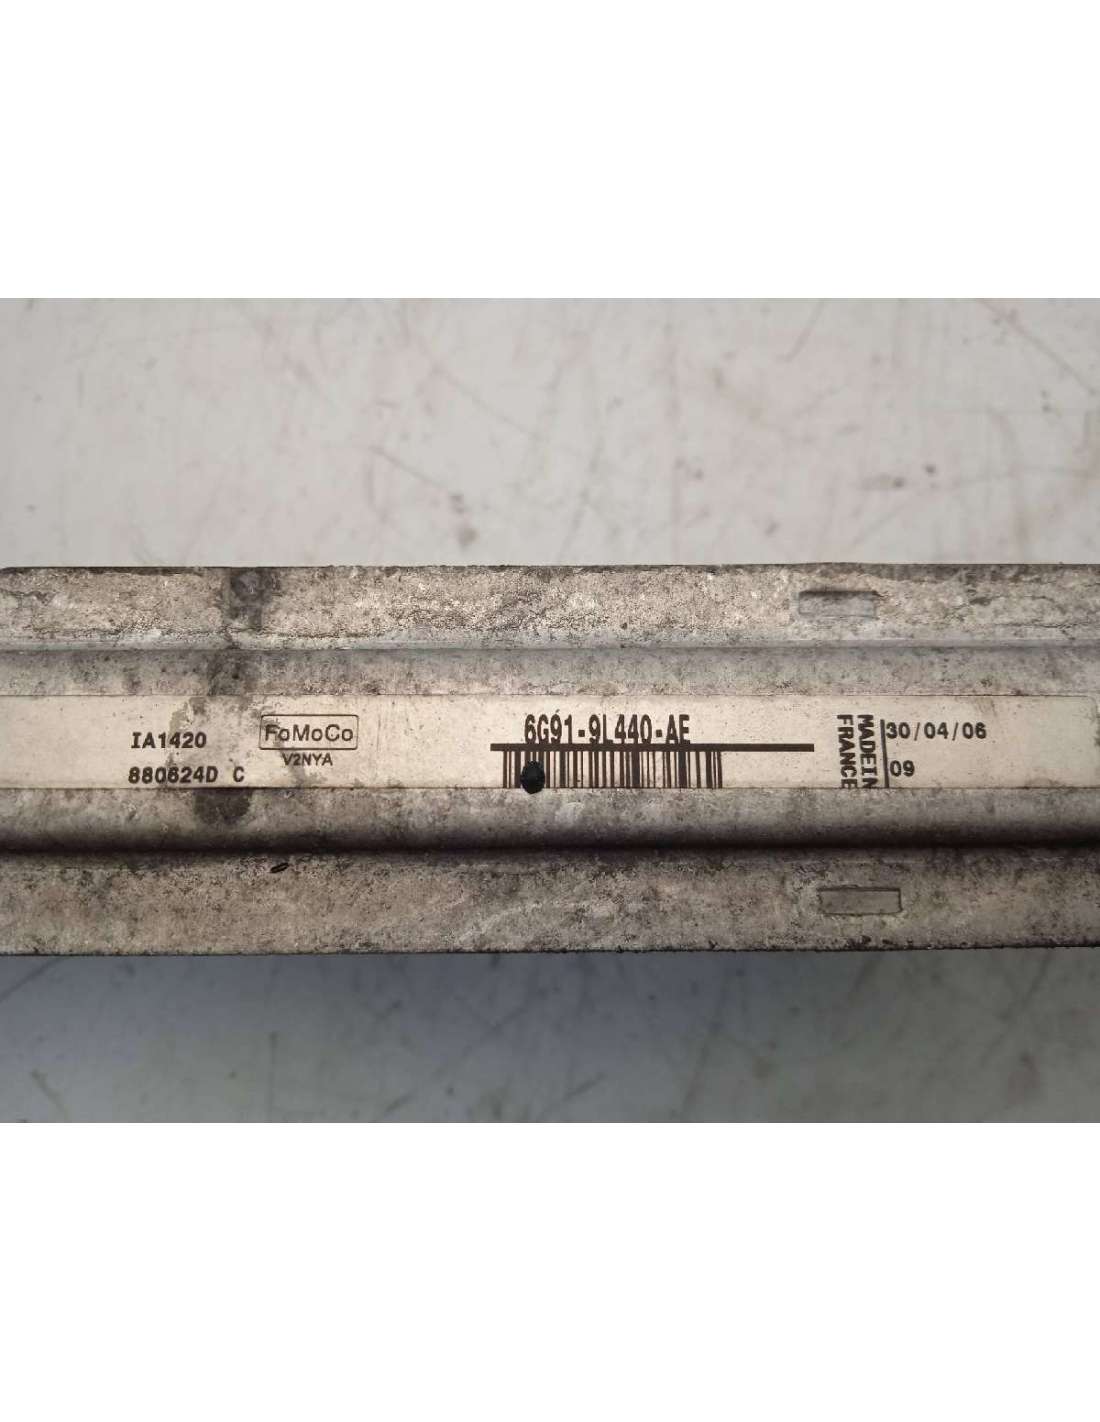 IA1420
880624D C
FoMoCo
V2NYA
6G91-9L440-AE
MADE IN
FRANCE
30/04/06
09